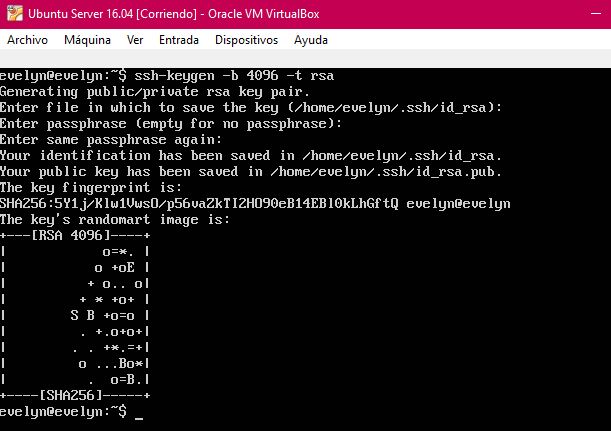 Ubuntu Server 16.04 [Corriendo] - Oracle VM VirtualBox
Archivo Máquina Ver Entrada Dispositivos Ayuda
evelyn@evelyn:~$ ssh-keygen -b 4096 -t rsa
Generating public/private rsa key pair.
Enter file in which to save the key (/home/evelyn/.ssh/id_rsa):
Enter passphrase (empty for no passphrase):
Enter same passphrase again:
Your identification has been saved in /home/evelyn/.ssh/id_rsa.
Your public key has been saved in /home/evelyn/.ssh/id_rsa.pub.
The key fingerprint is:
SHA256:5Y1j/Klw1VwsO/p56vaZkTI2HO90eB14EBl0kLhGftQ evelyn@evelyn
The key's randomart image is:
+---[RSA 4096]----+
|            o=*. |
|           o +oE |
|          + o.. o|
|         + * +o+ |
|        S B +o=o |
|         . +.o+o+|
|        . . +*.=+|
|         o ...Bo*|
|          .  o=B.|
+----[SHA256]-----+
evelyn@evelyn:~$ _